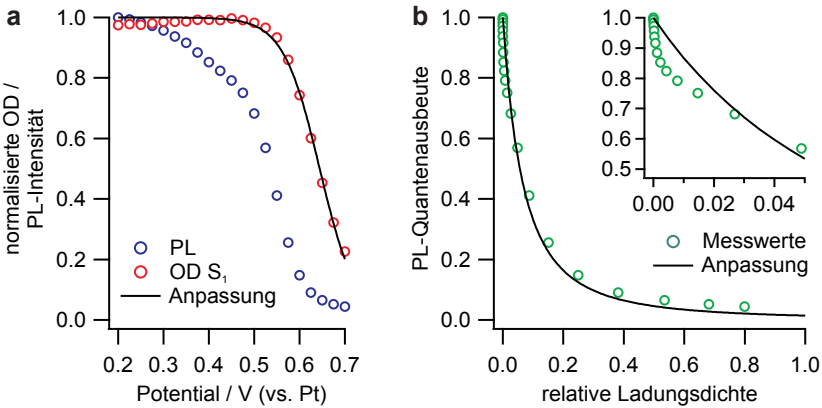 a
normalisierte OD /
PL-Intensität
1.0
0.8
0.6
0.4
0.2
0.0
PL
OD S₁
Anpassung
0.2 0.3 0.4 0.5 0.6 0.7
Potential / V (vs. Pt)
b
PL-Quantenausbeute
1.0
0.8
0.6
0.4
0.2
0.0
1.0
0.9
0.8
0.7
0.6
0.5
0.00 0.02 0.04
Messwerte
Anpassung
0.0 0.2 0.4 0.6 0.8 1.0
relative Ladungsdichte